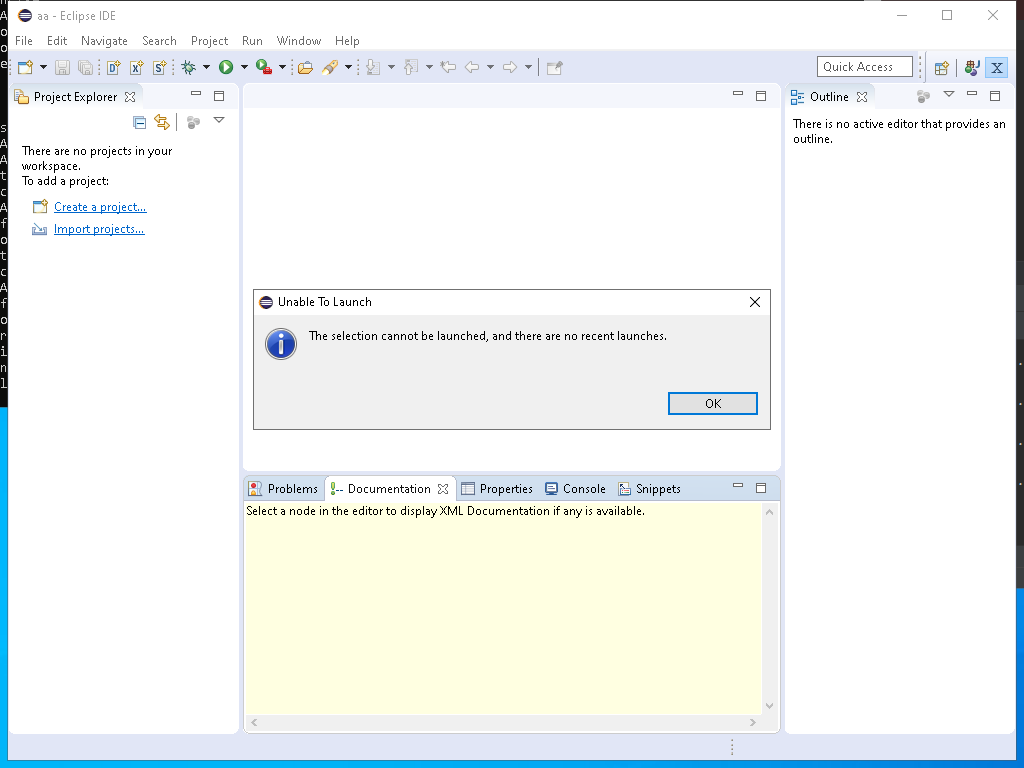 aa - Eclipse IDE
File Edit Navigate Search Project Run Window Help
Quick Access
Project Explorer
There are no projects in your
workspace.
To add a project:
Create a project...
Import projects...
Outline
There is no active editor that provides an
outline.
Unable To Launch
The selection cannot be launched, and there are no recent launches.
OK
Problems Documentation Properties Console Snippets
Select a node in the editor to display XML Documentation if any is available.